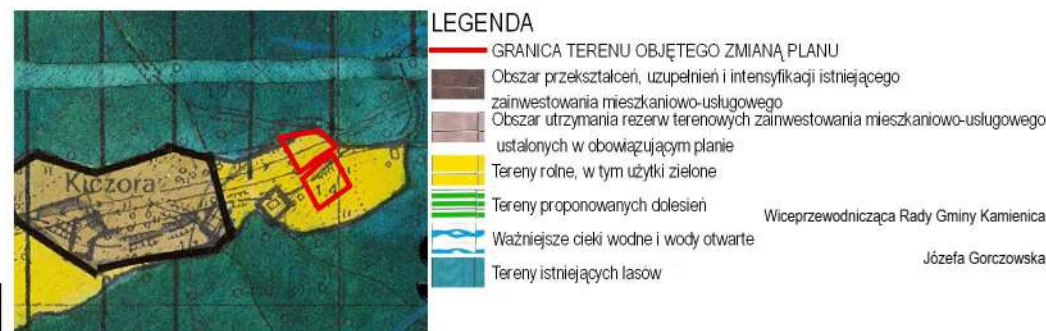 LEGENDA
GRANICA TERENU OBJĘTEGO ZMIANĄ PLANU
Obszar przekształceń, uzupełnień i intensyfikacji istniejącego
zainwestowania mieszkaniowo-usługowego
Obszar utrzymania rezerw terenowych zainwestowania mieszkaniowo-usługowego
ustalonych w obowiązującym planie
Tereny rolne, w tym użytki zielone
Tereny proponowanych dolesień
Ważniejsze cieki wodne i wody otwarte
Tereny istniejących lasów
Wiceprzewodnicząca Rady Gminy Kamienica
Józefa Gorczowska
Kiczora
1.4